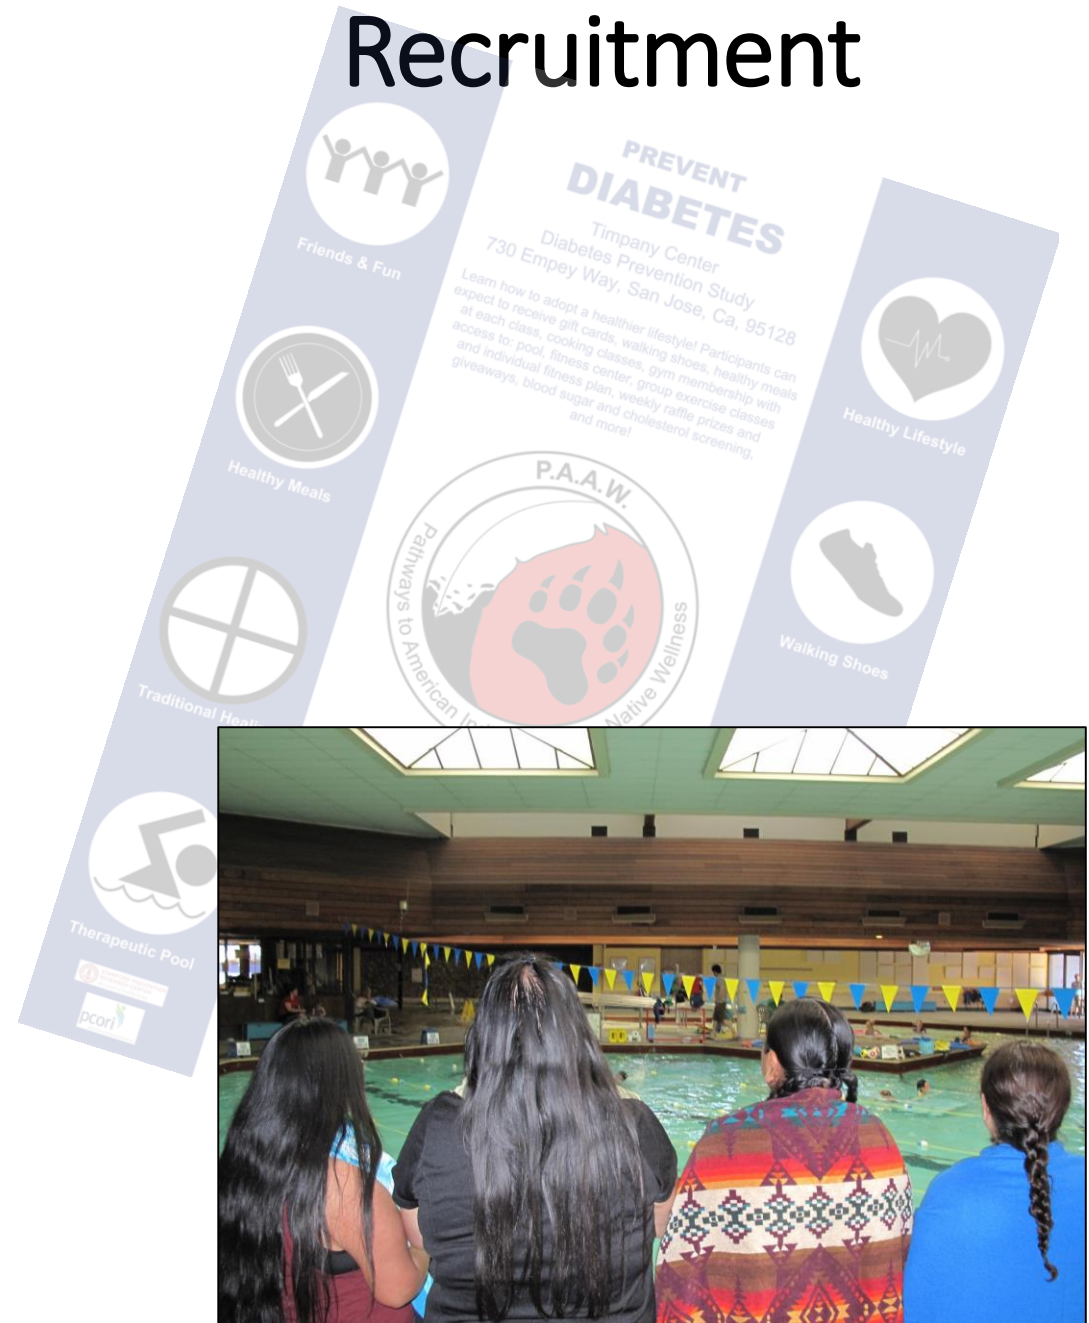 Recruitment
PREVENT
DIABETES
Timpany Center
Diabetes Prevention Study
730 Empey Way, San Jose, Ca, 95128
Learn how to adopt a healthier lifestyle! Participants can
expect to receive gift cards, walking shoes, healthy meals
at each class, cooking classes, gym membership with
access to: pool, fitness center, group exercise classes
and individual fitness plan, weekly raffle prizes and
giveaways, blood sugar and cholesterol screening,
and more!
Friends & Fun
Healthy Meals
Traditional
Therapeutic Pool
pcori
P.A.A.W.
Pathways to American Native Wellness
Healthy Lifestyle
Walking Shoes